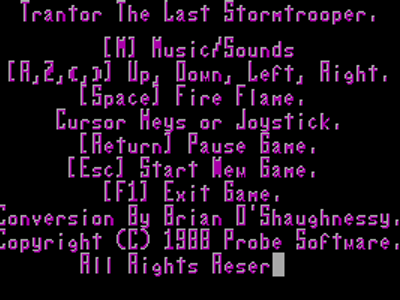 Trantor The Last Stormtrooper.
[M] Music/Sounds
[A,Z,<,>] Up, Down, Left, Right.
[Space] Fire Flame.
Cursor Keys or Joystick.
[Return] Pause Game.
[Esc] Start New Game.
[F1] Exit Game.
Conversion By Brian O'Shaughnessy.
Copyright (C) 1988 Probe Software.
All Rights Reser